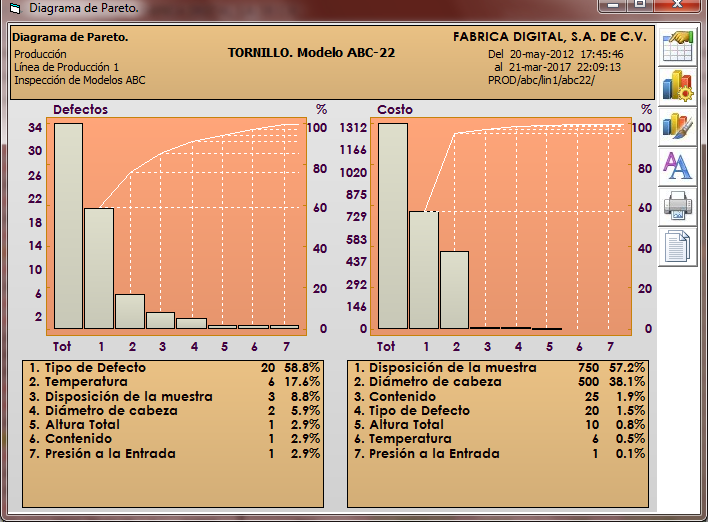 Diagrama de Pareto.
Diagrama de Pareto.
Producción
Línea de Producción 1
Inspección de Modelos ABC
TORNILLO. Modelo ABC-22
FABRICA DIGITAL, S.A. DE C.V.
Del 20-may-2012 17:45:46
al 21-mar-2017 22:09:13
PROD/abc/lin1/abc22/
Defectos %
34 100
30
26 80
22
18 60
14 40
10
6 20
2 0
Tot 1 2 3 4 5 6 7
1. Tipo de Defecto 20 58.8%
2. Temperatura 6 17.6%
3. Disposición de la muestra 3 8.8%
4. Diámetro de cabeza 2 5.9%
5. Altura Total 1 2.9%
6. Contenido 1 2.9%
7. Presión a la Entrada 1 2.9%
Costo %
1312 100
1166
1020 80
875
729 60
583
437 40
292 20
146
0 0
Tot 1 2 3 4 5 6 7
1. Disposición de la muestra 750 57.2%
2. Diámetro de cabeza 500 38.1%
3. Contenido 25 1.9%
4. Tipo de Defecto 20 1.5%
5. Altura Total 10 0.8%
6. Temperatura 6 0.5%
7. Presión a la Entrada 1 0.1%